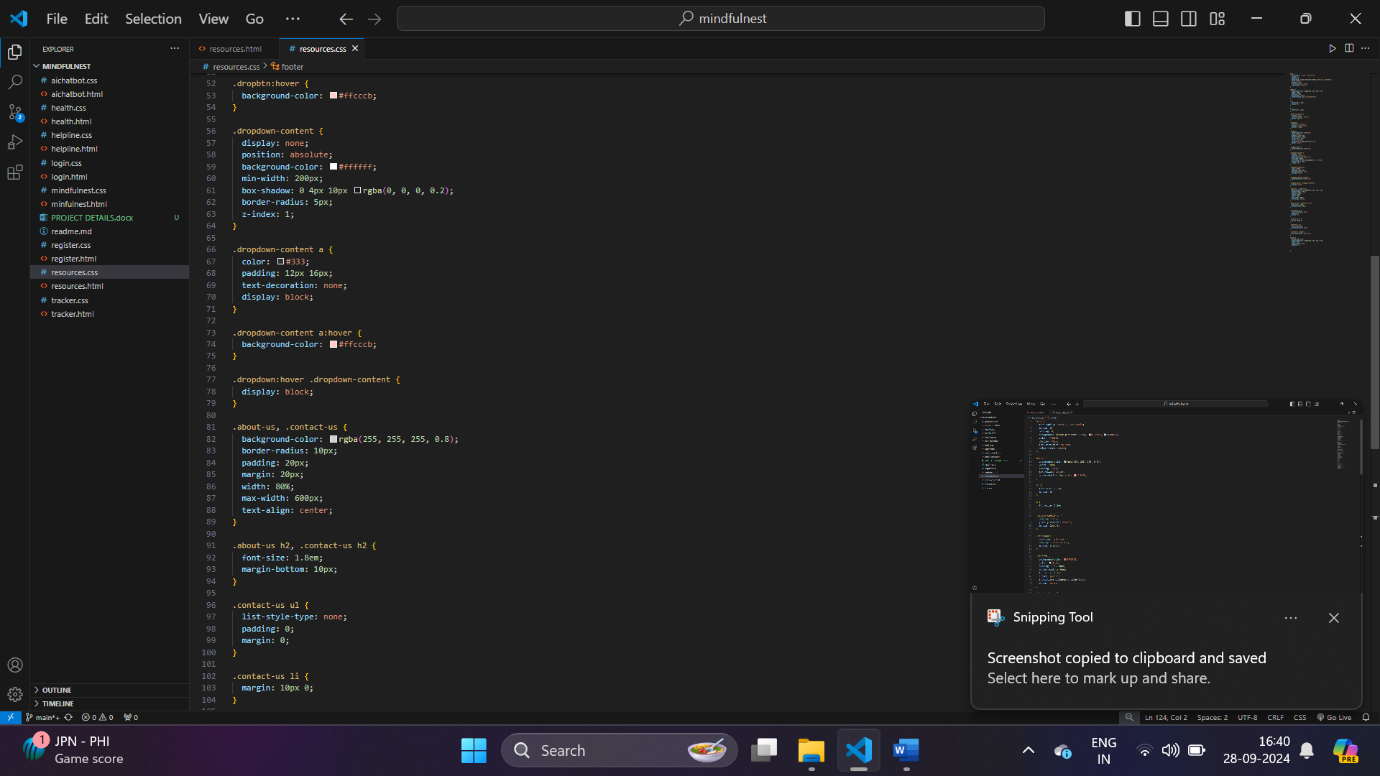 File Edit Selection View Go ··· mindfulnest
EXPLORER ···
MINDFULNEST
aichatbot.css
aichatbot.html
health.css
health.html
helpline.css
helpline.html
login.css
login.html
mindfulnest.css
minfulnest.html
PROJECT DETAILS.docx U
readme.md
register.css
register.html
resources.css
resources.html
tracker.css
tracker.html
OUTLINE
TIMELINE
resources.html # resources.css
# resources.css > footer
52 .dropbtn:hover {
53 background-color: #ffcccb;
54 }
55
56 .dropdown-content {
57 display: none;
58 position: absolute;
59 background-color: #ffffff;
60 min-width: 200px;
61 box-shadow: 0 4px 10px rgba(0, 0, 0, 0.2);
62 border-radius: 5px;
63 z-index: 1;
64 }
65
66 .dropdown-content a {
67 color: #333;
68 padding: 12px 16px;
69 text-decoration: none;
70 display: block;
71 }
72
73 .dropdown-content a:hover {
74 background-color: #ffcccb;
75 }
76
77 .dropdown:hover .dropdown-content {
78 display: block;
79 }
80
81 .about-us, .contact-us {
82 background-color: rgba(255, 255, 255, 0.8);
83 border-radius: 10px;
84 padding: 20px;
85 margin: 20px;
86 width: 80%;
87 max-width: 600px;
88 text-align: center;
89 }
90
91 .about-us h2, .contact-us h2 {
92 font-size: 1.8em;
93 margin-bottom: 10px;
94 }
95
96 .contact-us ul {
97 list-style-type: none;
98 padding: 0;
99 margin: 0;
100 }
101
102 .contact-us li {
103 margin: 10px 0;
104 }
Snipping Tool ···
Screenshot copied to clipboard and saved
Select here to mark up and share.
main*+ 0 0 0 Ln 124, Col 2 Spaces: 2 UTF-8 CRLF CSS Go Live
1 JPN - PHI
Game score
Search
ENG
IN
16:40
28-09-2024
PRE